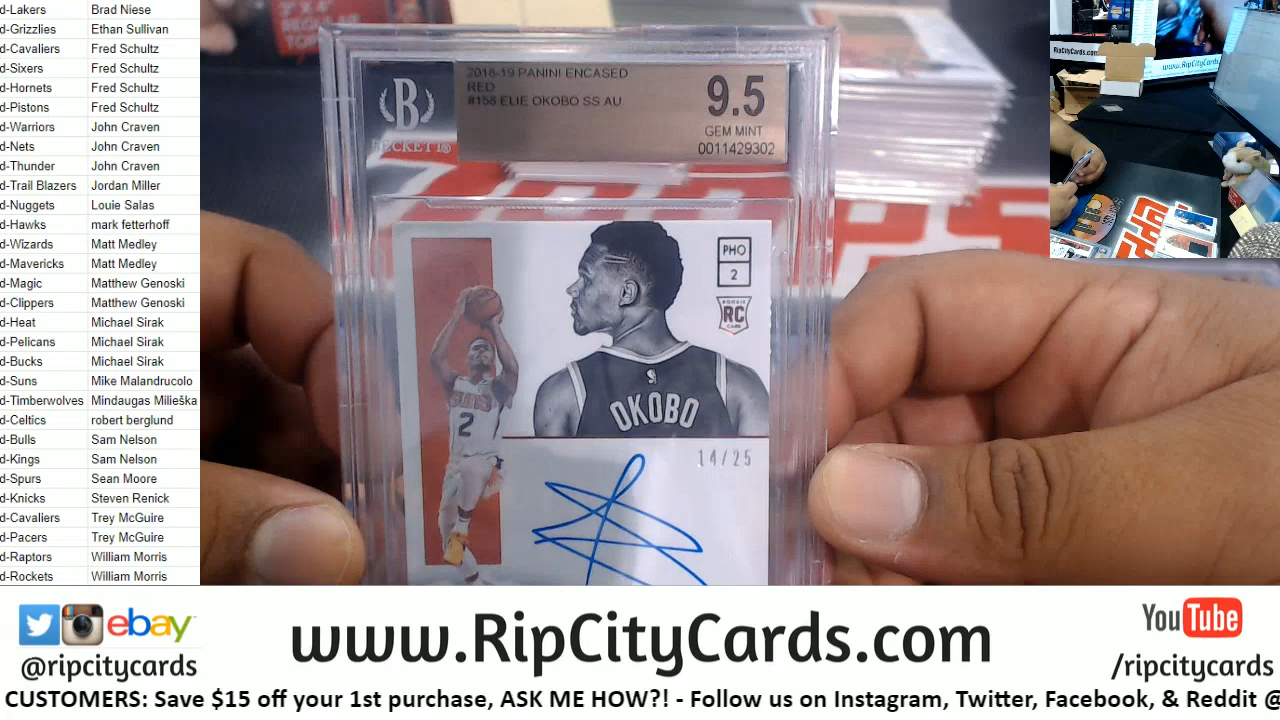 d-Lakers Brad Niese
d-Grizzlies Ethan Sullivan
d-Cavaliers Fred Schultz
d-Sixers Fred Schultz
d-Hornets Fred Schultz
d-Pistons Fred Schultz
d-Warriors John Craven
d-Nets John Craven
d-Thunder John Craven
d-Trail Blazers Jordan Miller
d-Nuggets Louie Salas
d-Hawks mark fetterhoff
d-Wizards Matt Medley
d-Mavericks Matt Medley
d-Magic Matthew Genoski
d-Clippers Matthew Genoski
d-Heat Michael Sirak
d-Pelicans Michael Sirak
d-Bucks Michael Sirak
d-Suns Mike Malandrucolo
d-Timberwolves Mindaugas Milieška
d-Celtics robert berglund
d-Bulls Sam Nelson
d-Kings Sam Nelson
d-Spurs Sean Moore
d-Knicks Steven Renick
d-Cavaliers Trey McGuire
d-Pacers Trey McGuire
d-Raptors William Morris
d-Rockets William Morris
B
BECKETT®
2018-19 PANINI ENCASED
RED
#158 ELIE OKOBO SS AU
9.5
GEM MINT
0011429302
PHO
2
ROOKIE
RC
CARD
OKOBO
SUNS
2
14/25
RipCityCards.com
ebay
@ripcitycards
www.RipCityCards.com
YouTube
/ripcitycards
CUSTOMERS: Save $15 off your 1st purchase, ASK ME HOW?! - Follow us on Instagram, Twitter, Facebook, & Reddit @